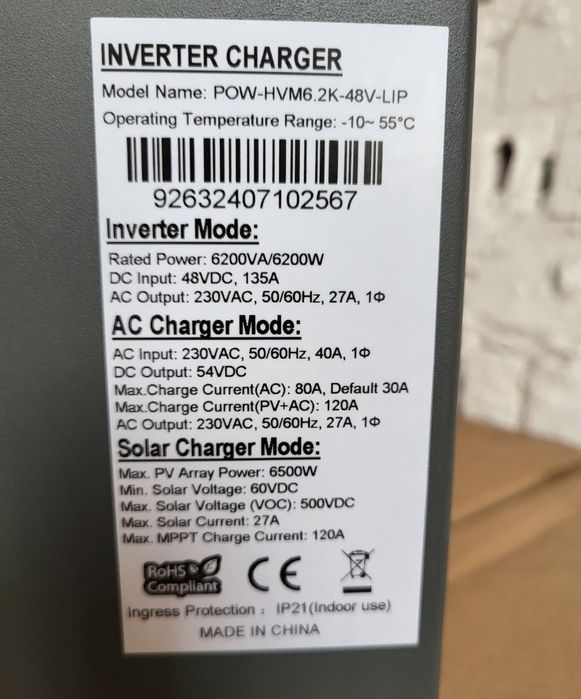 INVERTER CHARGER
Model Name: POW-HVM6.2K-48V-LIP
Operating Temperature Range: -10~ 55°C
92632407102567
Inverter Mode:
Rated Power: 6200VA/6200W
DC Input: 48VDC, 135A
AC Output: 230VAC, 50/60Hz, 27A, 1Φ
AC Charger Mode:
AC Input: 230VAC, 50/60Hz, 40A, 1Φ
DC Output: 54VDC
Max.Charge Current(AC): 80A, Default 30A
Max.Charge Current(PV+AC): 120A
AC Output: 230VAC, 50/60Hz, 27A, 1Φ
Solar Charger Mode:
Max. PV Array Power: 6500W
Min. Solar Voltage: 60VDC
Max. Solar Voltage (VOC): 500VDC
Max. Solar Current: 27A
Max. MPPT Charge Current: 120A
RoHS
Compliant
CE
Ingress Protection : IP21(Indoor use)
MADE IN CHINA